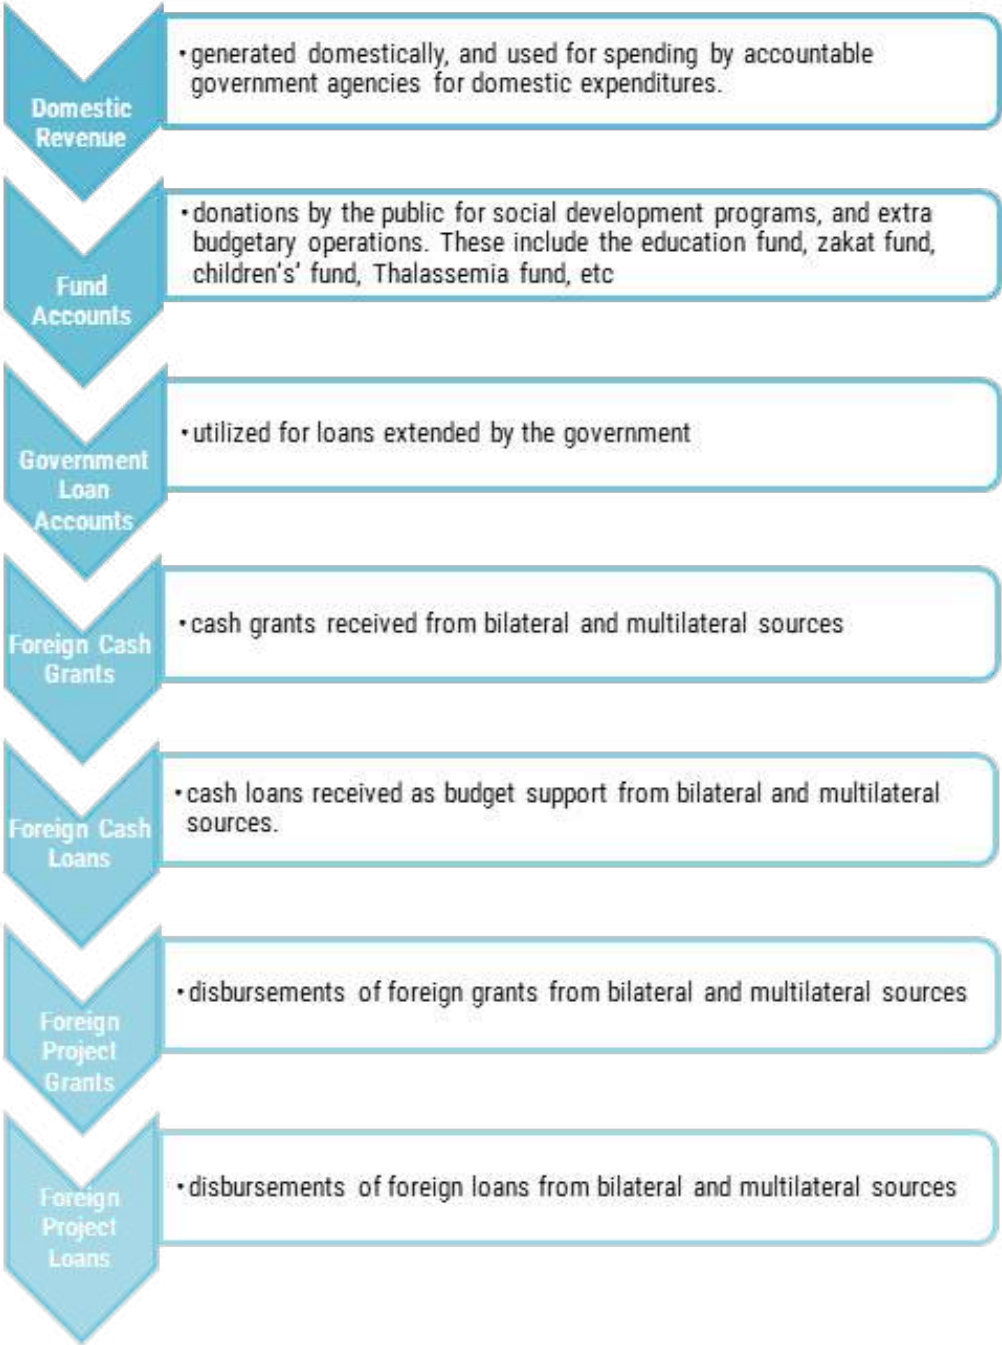 Domestic
Revenue
•generated domestically, and used for spending by accountable
government agencies for domestic expenditures.
Fund
Accounts
•donations by the public for social development programs, and extra
budgetary operations. These include the education fund, zakat fund,
children's' fund, Thalassemia fund, etc
Government
Loan
Accounts
•utilized for loans extended by the government
Foreign Cash
Grants
•cash grants received from bilateral and multilateral sources
Foreign Cash
Loans
•cash loans received as budget support from bilateral and multilateral
sources.
Foreign
Project
Grants
•disbursements of foreign grants from bilateral and multilateral sources
Foreign
Project
Loans
•disbursements of foreign loans from bilateral and multilateral sources